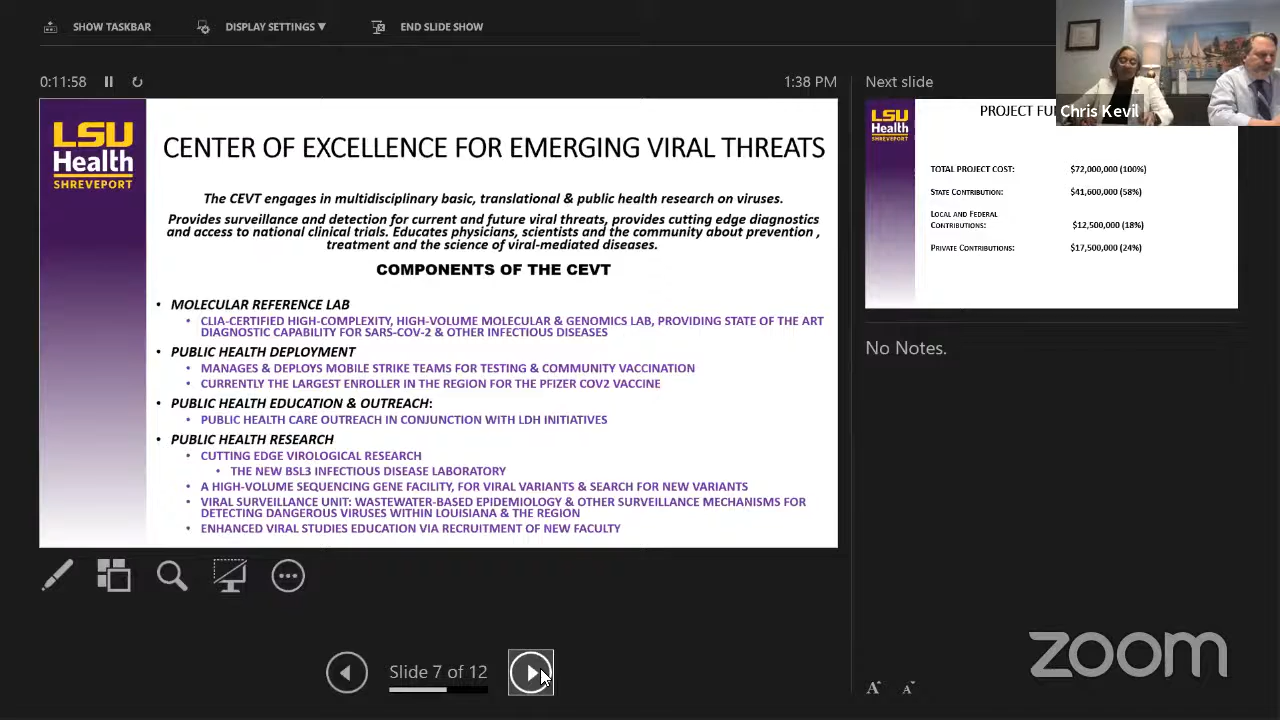 SHOW TASKBAR
DISPLAY SETTINGS ▼
END SLIDE SHOW
0:11:58
1:38 PM
LSU
Health
SHREVEPORT
CENTER OF EXCELLENCE FOR EMERGING VIRAL THREATS
The CEVT engages in multidisciplinary basic, translational & public health research on viruses.
Provides surveillance and detection for current and future viral threats, provides cutting edge diagnostics
and access to national clinical trials. Educates physicians, scientists and the community about prevention ,
treatment and the science of viral-mediated diseases.
COMPONENTS OF THE CEVT
• MOLECULAR REFERENCE LAB
• CLIA-CERTIFIED HIGH-COMPLEXITY, HIGH-VOLUME MOLECULAR & GENOMICS LAB, PROVIDING STATE OF THE ART
DIAGNOSTIC CAPABILITY FOR SARS-COV-2 & OTHER INFECTIOUS DISEASES
• PUBLIC HEALTH DEPLOYMENT
• MANAGES & DEPLOYS MOBILE STRIKE TEAMS FOR TESTING & COMMUNITY VACCINATION
• CURRENTLY THE LARGEST ENROLLER IN THE REGION FOR THE PFIZER COV2 VACCINE
• PUBLIC HEALTH EDUCATION & OUTREACH:
• PUBLIC HEALTH CARE OUTREACH IN CONJUNCTION WITH LDH INITIATIVES
• PUBLIC HEALTH RESEARCH
• CUTTING EDGE VIROLOGICAL RESEARCH
• THE NEW BSL3 INFECTIOUS DISEASE LABORATORY
• A HIGH-VOLUME SEQUENCING GENE FACILITY, FOR VIRAL VARIANTS & SEARCH FOR NEW VARIANTS
• VIRAL SURVEILLANCE UNIT: WASTEWATER-BASED EPIDEMIOLOGY & OTHER SURVEILLANCE MECHANISMS FOR
DETECTING DANGEROUS VIRUSES WITHIN LOUISIANA & THE REGION
• ENHANCED VIRAL STUDIES EDUCATION VIA RECRUITMENT OF NEW FACULTY
Slide 7 of 12
Next slide
Chris Kevil
LSU
Health
SHREVEPORT
PROJECT FU
TOTAL PROJECT COST: $72,000,000 (100%)
STATE CONTRIBUTION: $41,600,000 (58%)
LOCAL AND FEDERAL
CONTRIBUTIONS: $12,500,000 (18%)
PRIVATE CONTRIBUTIONS: $17,500,000 (24%)
No Notes.
zoom
A A